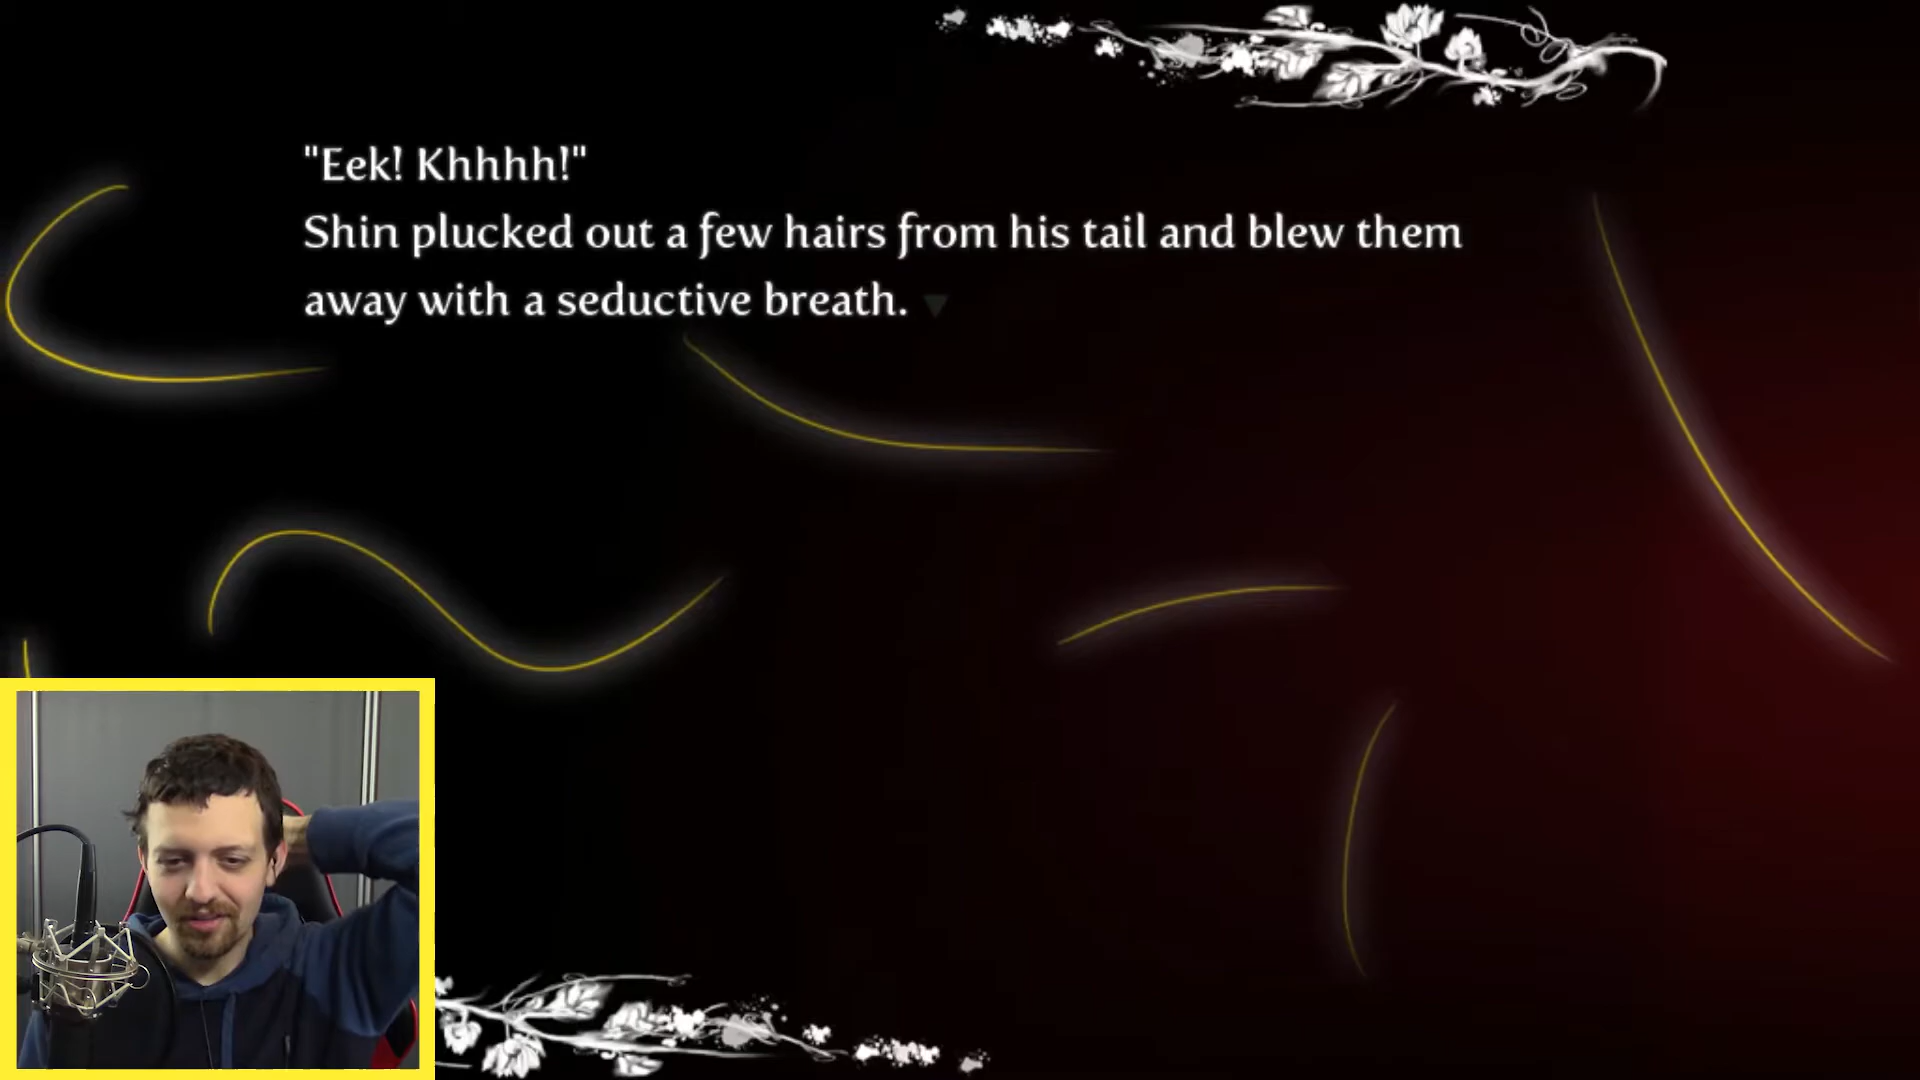 "Eek! Khhhh!"
Shin plucked out a few hairs from his tail and blew them
away with a seductive breath.